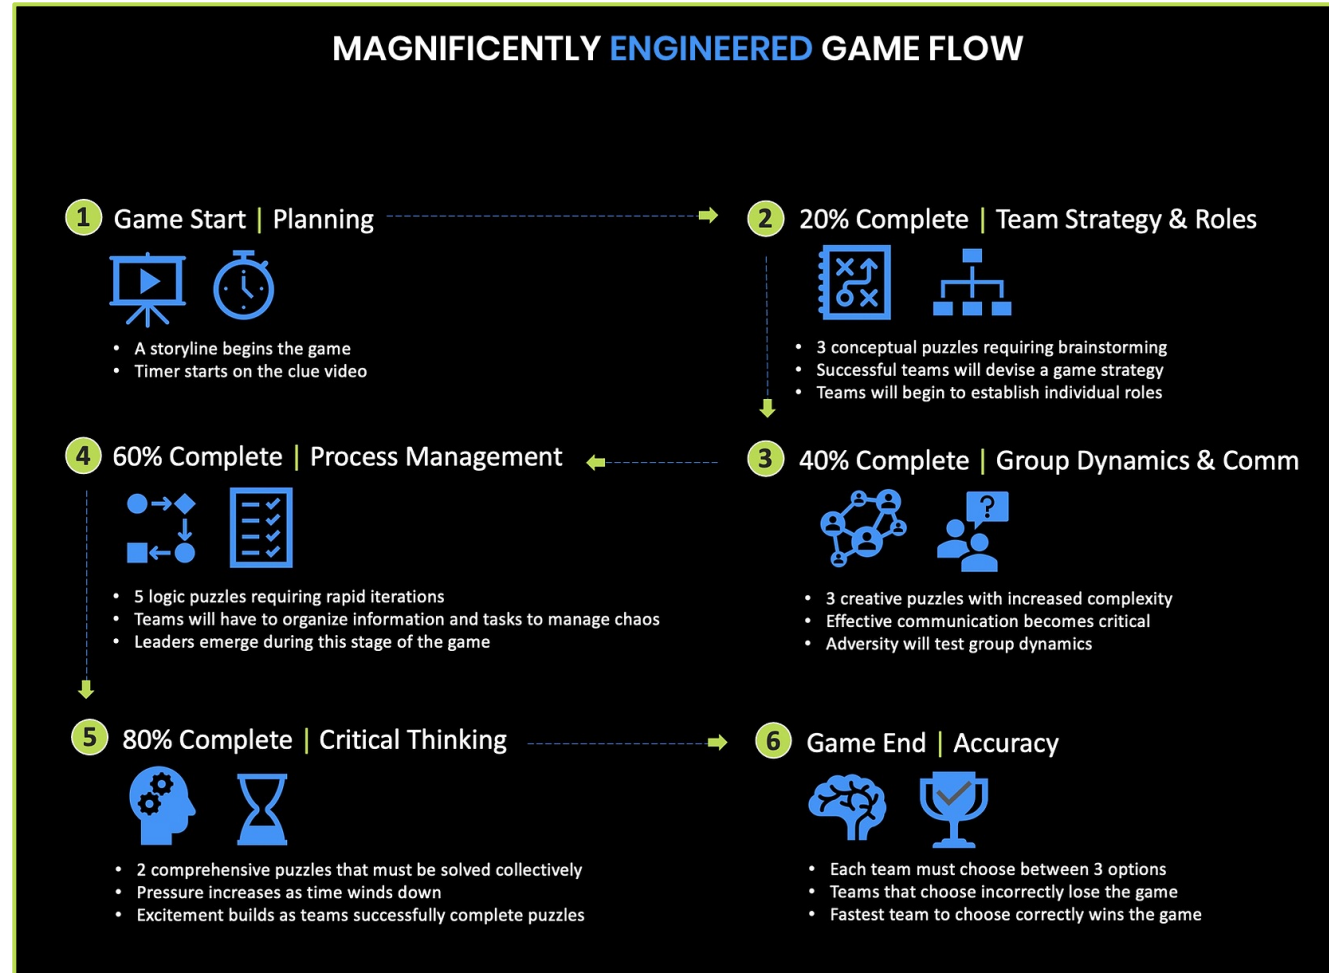 MAGNIFICENTLY ENGINEERED GAME FLOW
1 Game Start | Planning
• A storyline begins the game
• Timer starts on the clue video
2 20% Complete | Team Strategy & Roles
• 3 conceptual puzzles requiring brainstorming
• Successful teams will devise a game strategy
• Teams will begin to establish individual roles
3 40% Complete | Group Dynamics & Comm
?
• 3 creative puzzles with increased complexity
• Effective communication becomes critical
• Adversity will test group dynamics
4 60% Complete | Process Management
• 5 logic puzzles requiring rapid iterations
• Teams will have to organize information and tasks to manage chaos
• Leaders emerge during this stage of the game
5 80% Complete | Critical Thinking
• 2 comprehensive puzzles that must be solved collectively
• Pressure increases as time winds down
• Excitement builds as teams successfully complete puzzles
6 Game End | Accuracy
• Each team must choose between 3 options
• Teams that choose incorrectly lose the game
• Fastest team to choose correctly wins the game